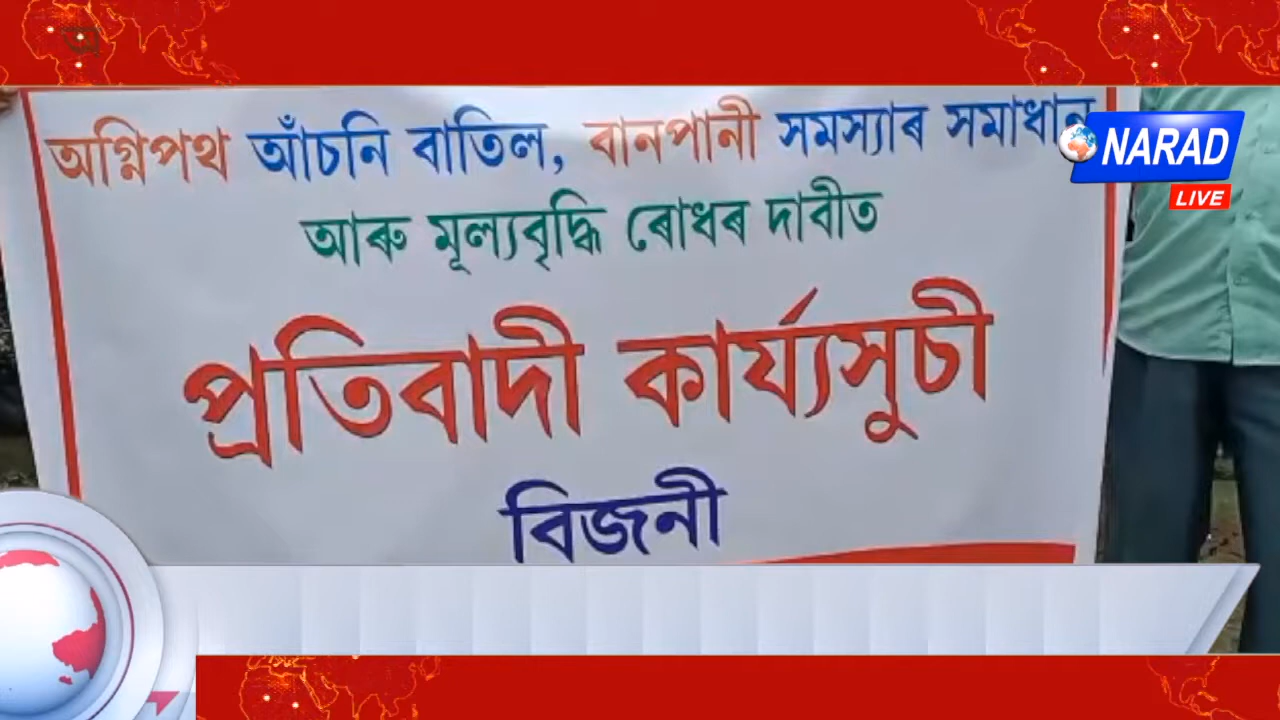 অগ্নিপথ আঁচনি বাতিল, বানপানী সমস্যাৰ সমাধান
আৰু মূল্যবৃদ্ধি ৰোধৰ দাবীত
প্ৰতিবাদী কাৰ্য্যসুচী
বিজনী
NARAD
LIVE